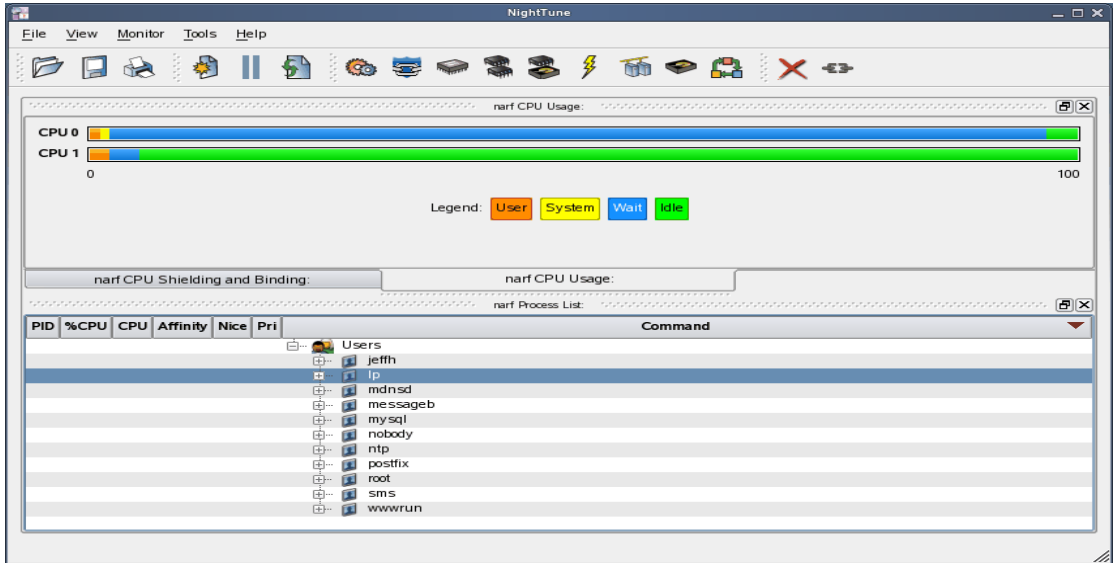 NightTune
File View Monitor Tools Help
narf CPU Usage:
CPU 0
CPU 1
0 100
Legend: User System Wait Idle
narf CPU Shielding and Binding: narf CPU Usage:
narf Process List:
PID %CPU CPU Affinity Nice Pri Command
Users
jeffh
lp
mdnsd
messageb
mysql
nobody
ntp
postfix
root
sms
wwwrun